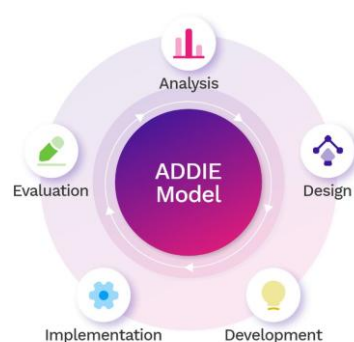 Analysis
Evaluation
ADDIE
Model
Design
Implementation
Development